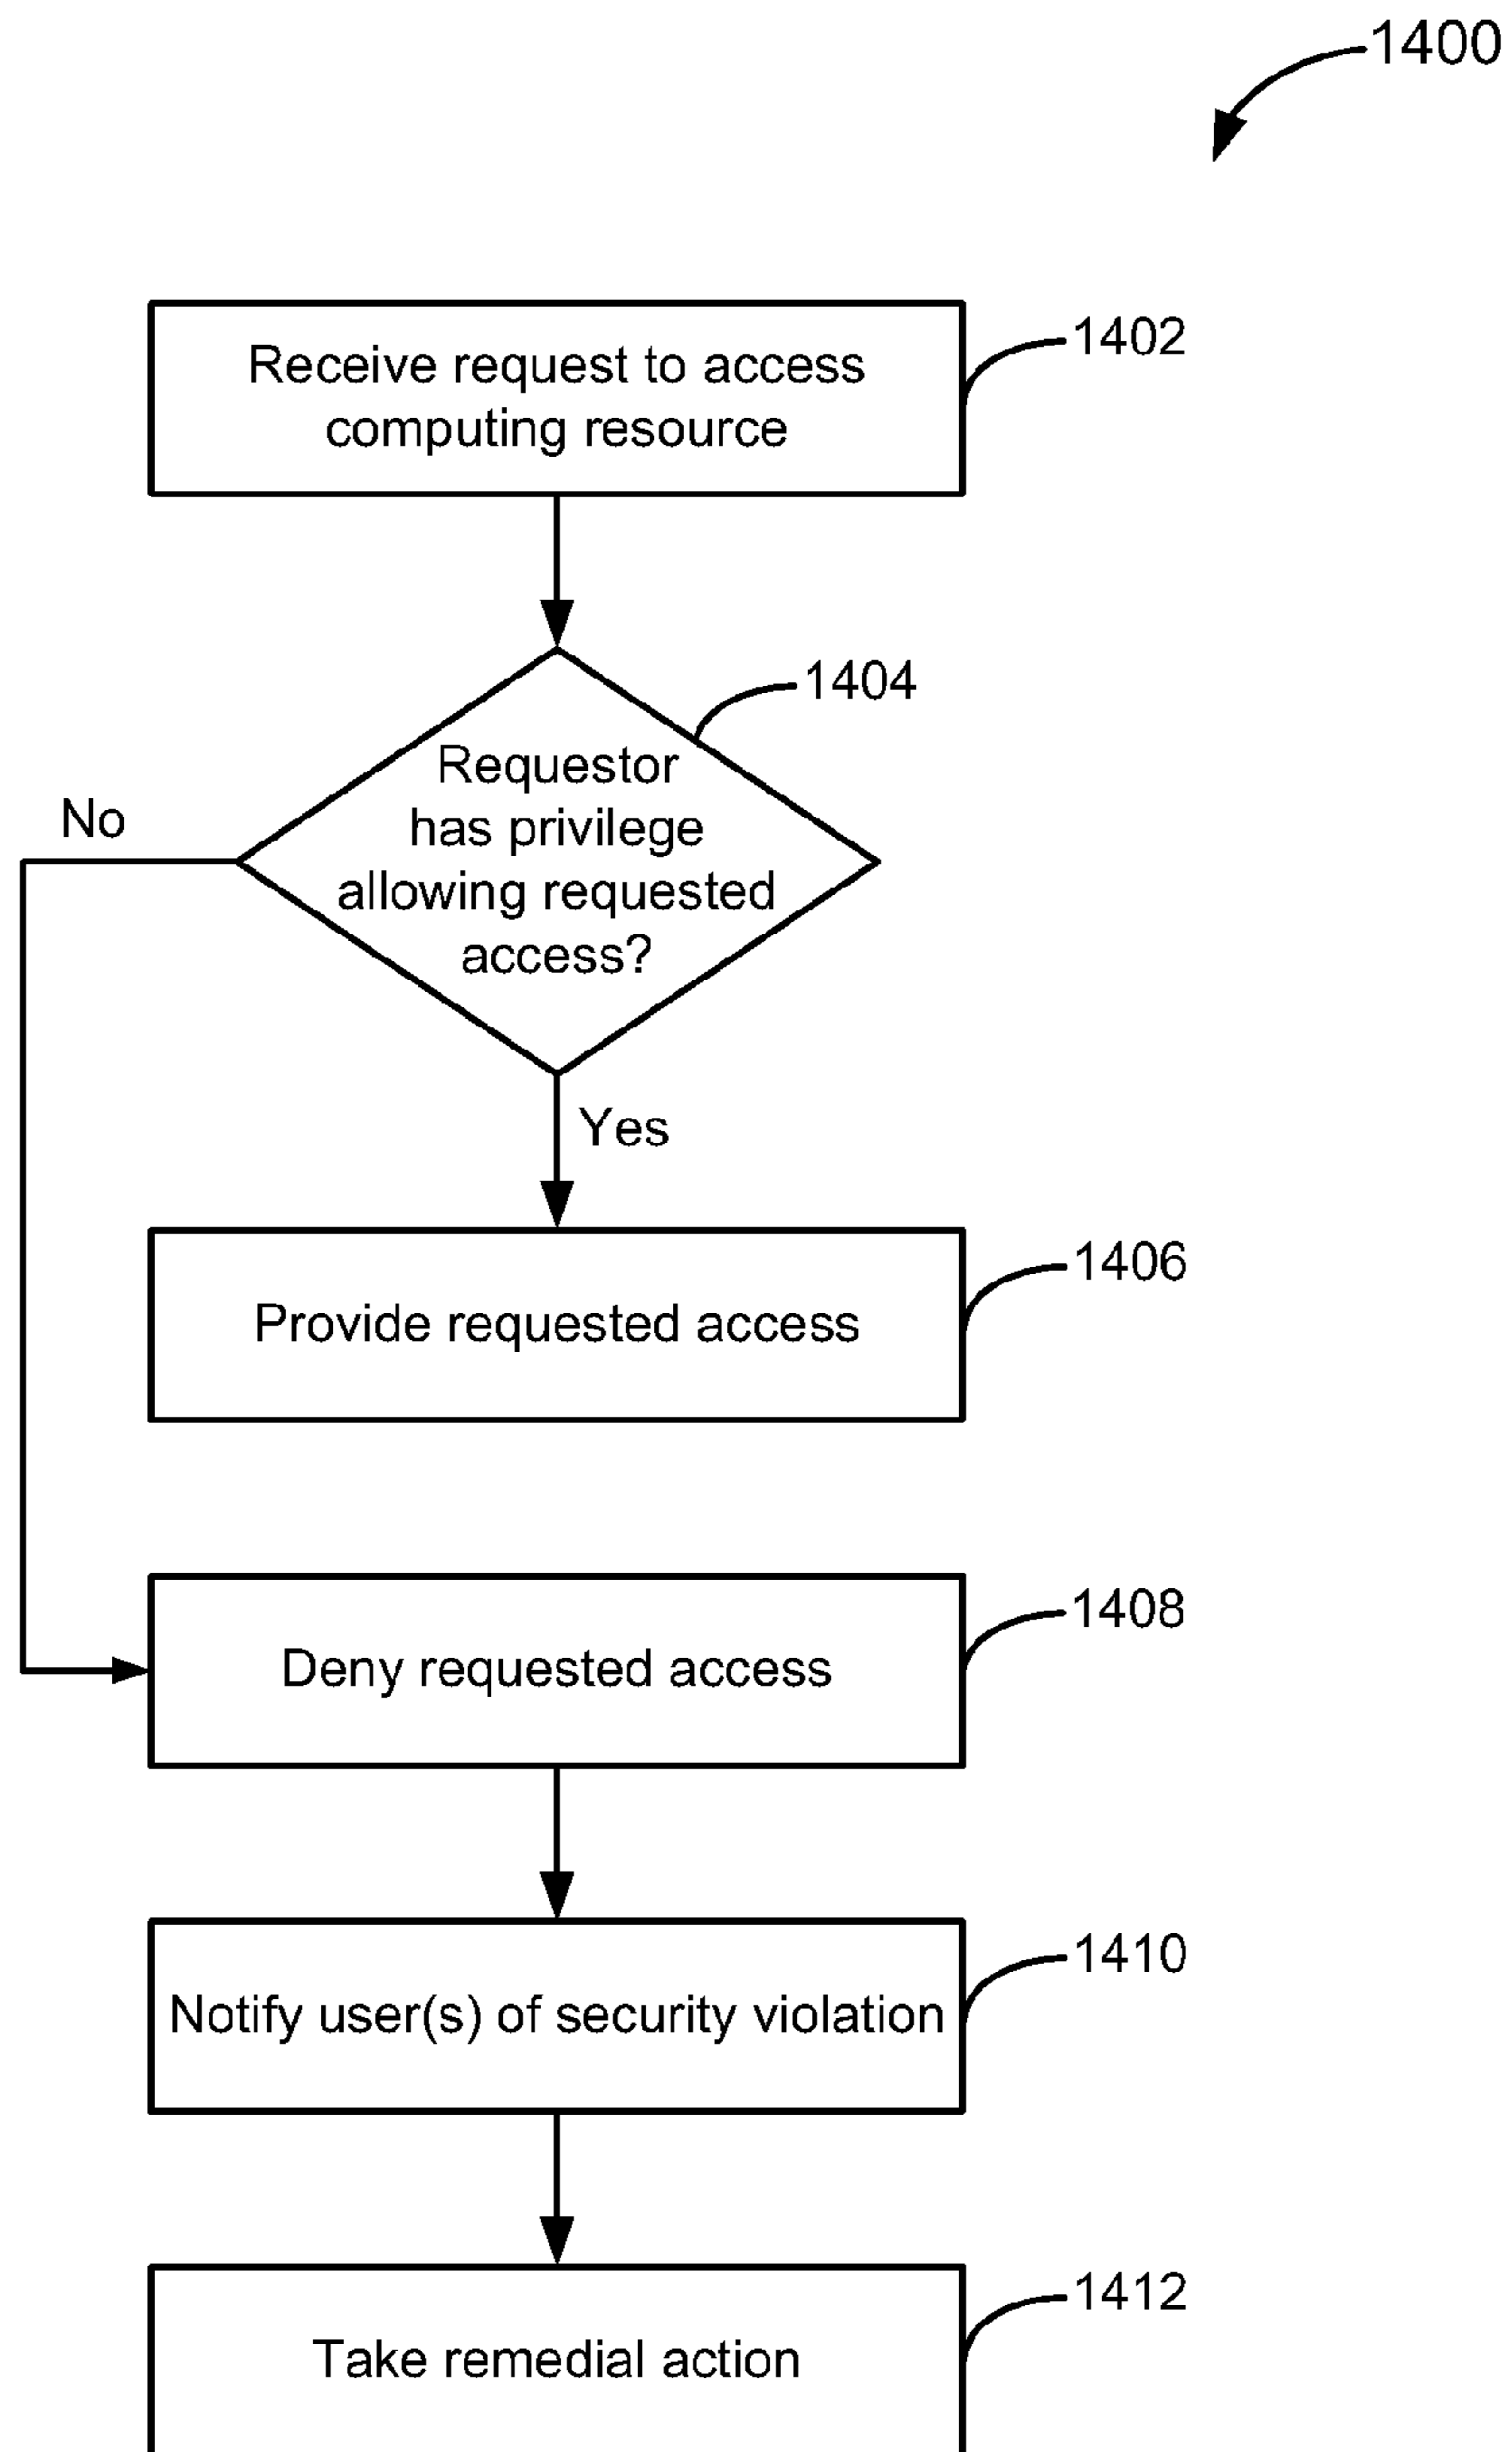 1400
Receive request to access
computing resource
1402
1404
Requestor
has privilege
allowing requested
access?
No
Yes
Provide requested access
1406
Deny requested access
1408
Notify user(s) of security violation
1410
Take remedial action
1412